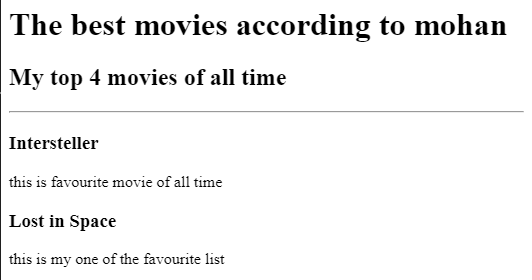 The best movies according to mohan
My top 4 movies of all time
Intersteller
this is favourite movie of all time
Lost in Space
this is my one of the favourite list